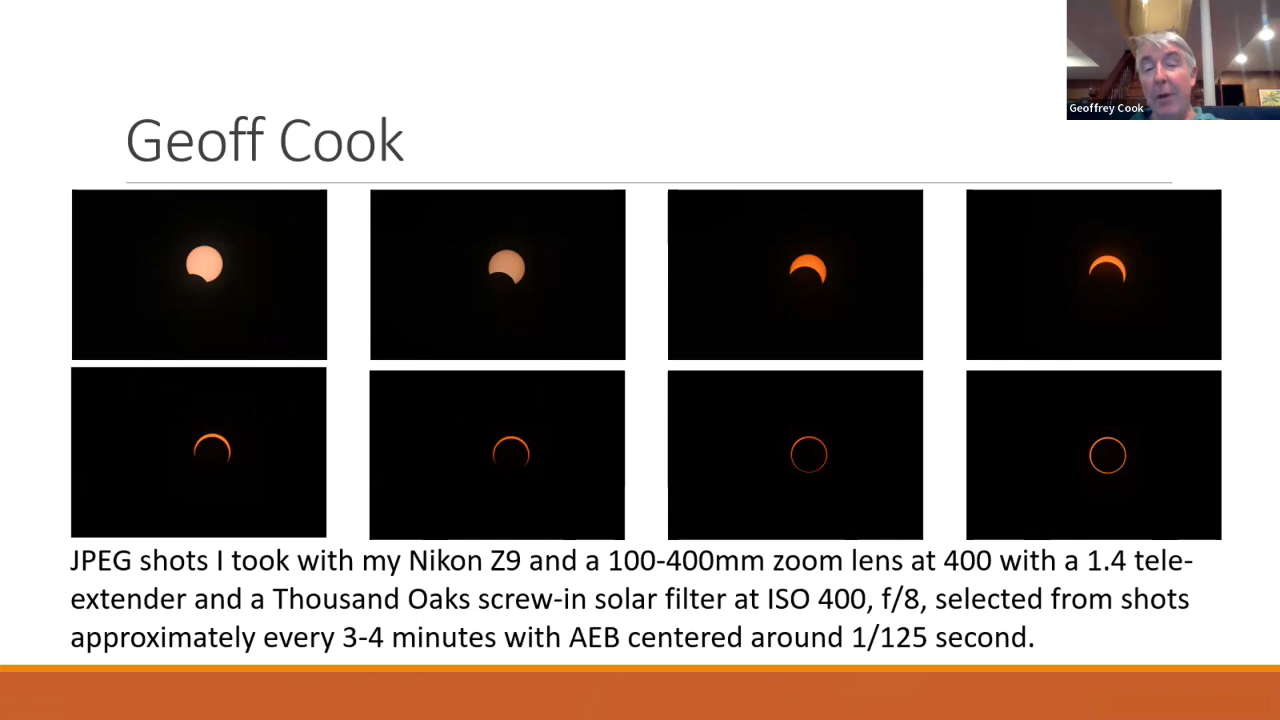 Geoffrey Cook
Geoff Cook
JPEG shots I took with my Nikon Z9 and a 100-400mm zoom lens at 400 with a 1.4 tele-
extender and a Thousand Oaks screw-in solar filter at ISO 400, f/8, selected from shots
approximately every 3-4 minutes with AEB centered around 1/125 second.